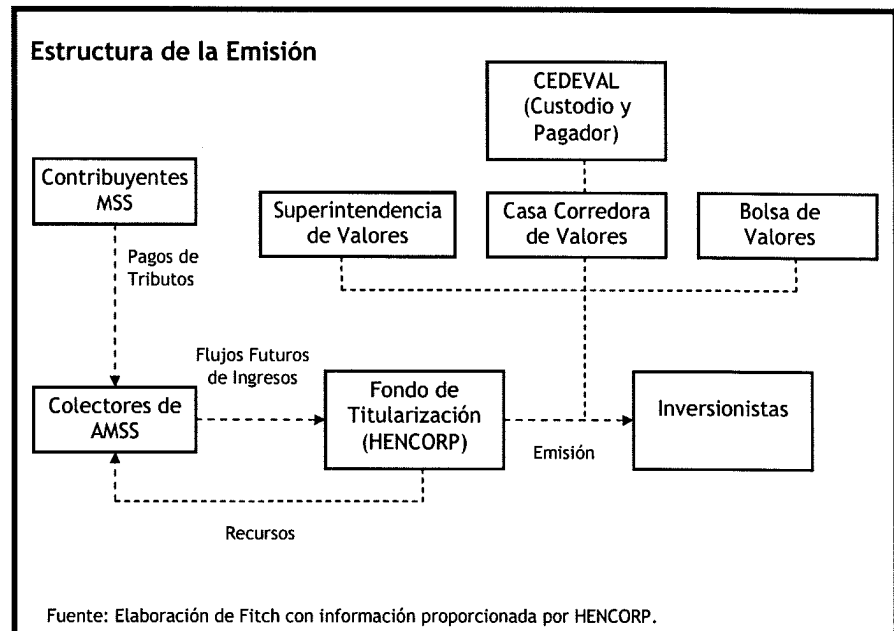 Estructura de la Emisión
CEDEVAL
(Custodio y
Pagador)
Contribuyentes
MSS
Superintendencia
de Valores
Casa Corredora
de Valores
Bolsa de
Valores
Pagos de
Tributos
Flujos Futuros
de Ingresos
Colectores de
AMSS
Fondo de
Titularización
(HENCORP)
Emisión
Inversionistas
Recursos
Fuente: Elaboración de Fitch con información proporcionada por HENCORP.